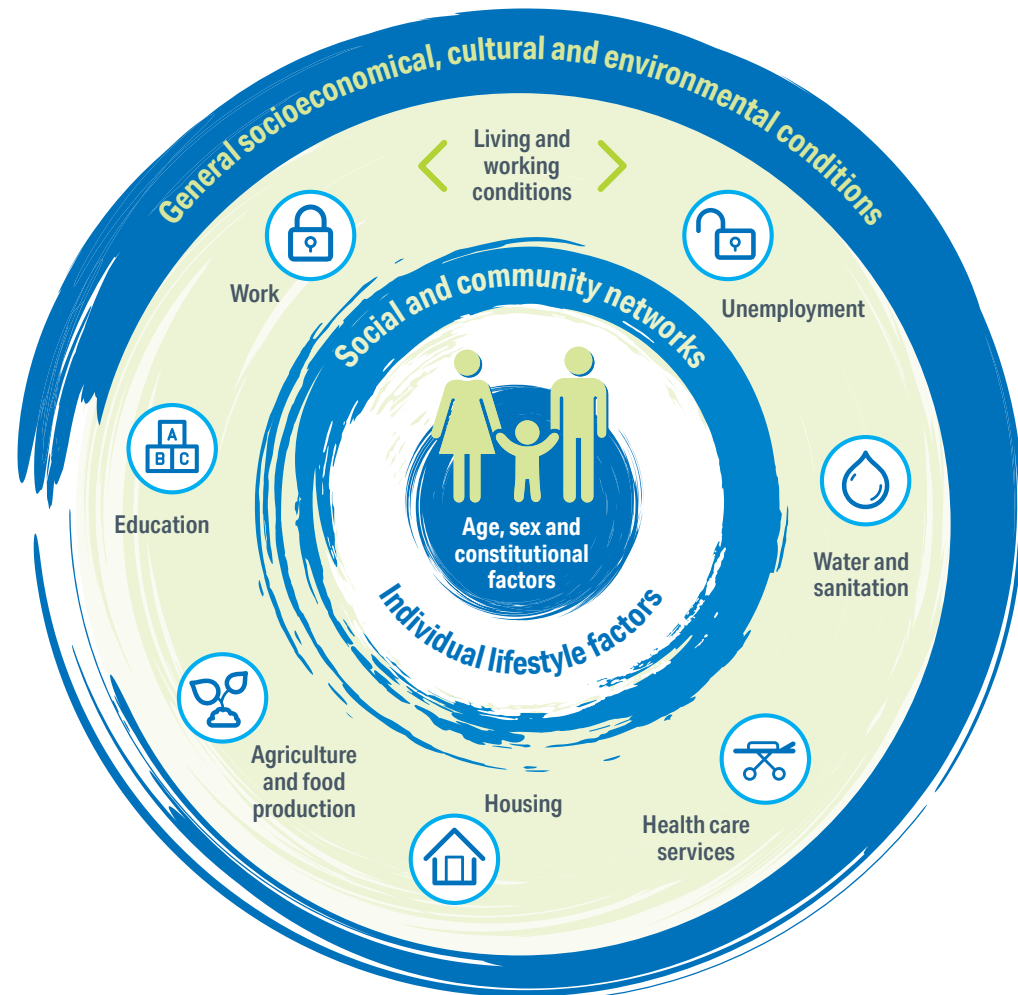 General socioeconomical, cultural and environmental conditions
Living and
working
conditions
Work
Unemployment
Social and community networks
A
B C
Education
Age, sex and
constitutional
factors
Water and
sanitation
Individual lifestyle factors
Agriculture
and food
production
Housing
Health care
services